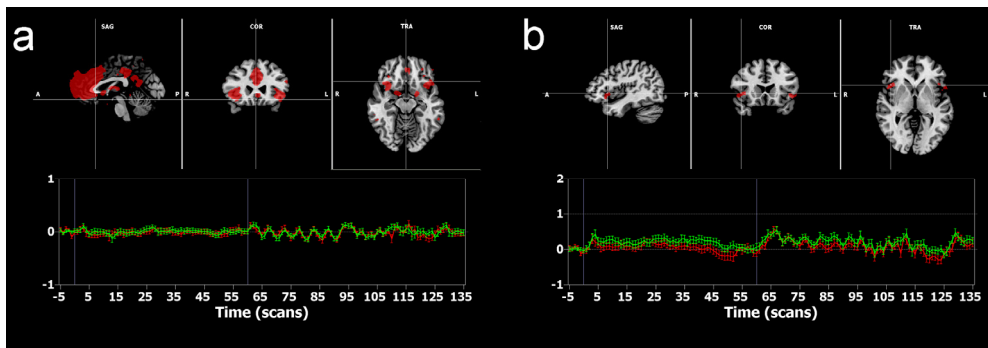 a
SAG COR TRA
A P R L R L
1
0
-1
-5 5 15 25 35 45 55 65 75 85 95 109 115 125 135
Time (scans)
b
SAG COR TRA
A P R L R L
2
1
0
-1
-5 5 15 25 35 45 55 65 75 85 95 105 115 125 135
Time (scans)